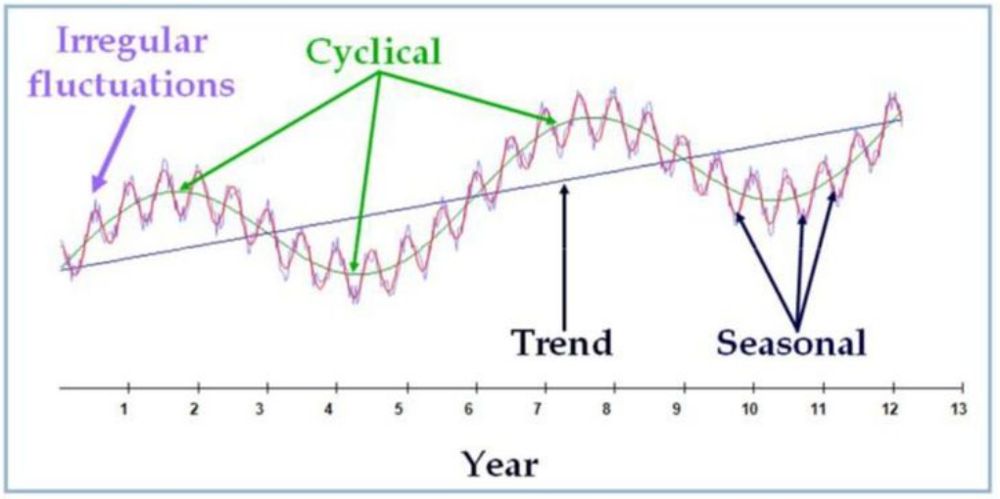 Irregular
fluctuations
Cyclical
Trend
Seasonal
1 2 3 4 5 6 7 8 9 10 11 12 13
Year